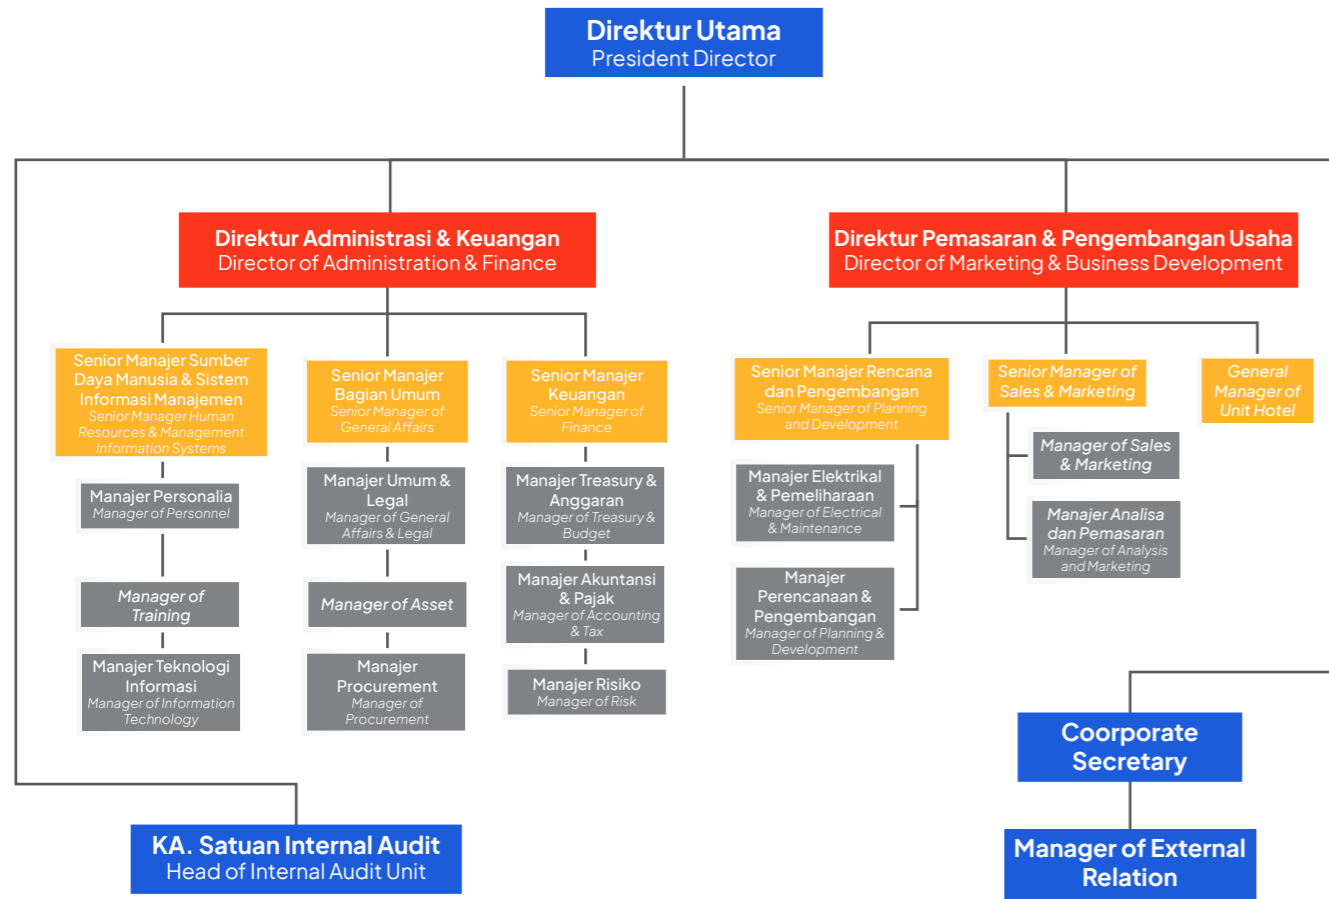 Direktur Utama
President Director
Direktur Administrasi & Keuangan
Director of Administration & Finance
Direktur Pemasaran & Pengembangan Usaha
Director of Marketing & Business Development
Senior Manajer Sumber
Daya Manusia & Sistem
Informasi Manajemen
Senior Manager Human
Resources & Management
Information Systems
Manajer Personalia
Manager of Personnel
Manager of
Training
Manajer Teknologi
Informasi
Manager of Information
Technology
Senior Manajer
Bagian Umum
Senior Manager of
General Affairs
Manajer Umum &
Legal
Manager of General
Affairs & Legal
Manager of Asset
Manajer
Procurement
Manager of
Procurement
Senior Manajer
Keuangan
Senior Manager of
Finance
Manajer Treasury &
Anggaran
Manager of Treasury &
Budget
Manajer Akuntansi
& Pajak
Manager of Accounting
& Tax
Manajer Risiko
Manager of Risk
Senior Manajer Rencana
dan Pengembangan
Senior Manager of Planning
and Development
Manajer Elektrikal
& Pemeliharaan
Manager of Electrical
& Maintenance
Manajer
Perencanaan &
Pengembangan
Manager of Planning &
Development
Senior Manager of
Sales & Marketing
Manager of Sales
& Marketing
Manajer Analisa
dan Pemasaran
Manager of Analysis
and Marketing
General
Manager of
Unit Hotel
KA. Satuan Internal Audit
Head of Internal Audit Unit
Coorporate
Secretary
Manager of External
Relation